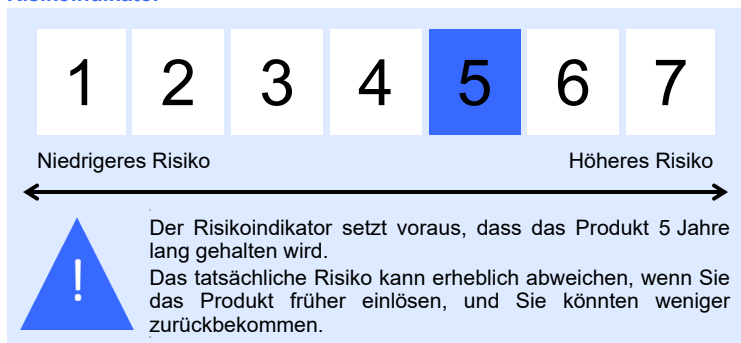 Risikoindikator
1 2 3 4 5 6 7
Niedrigeres Risiko Höheres Risiko
!
Der Risikoindikator setzt voraus, dass das Produkt 5 Jahre
lang gehalten wird.
Das tatsächliche Risiko kann erheblich abweichen, wenn Sie
das Produkt früher einlösen, und Sie könnten weniger
zurückbekommen.